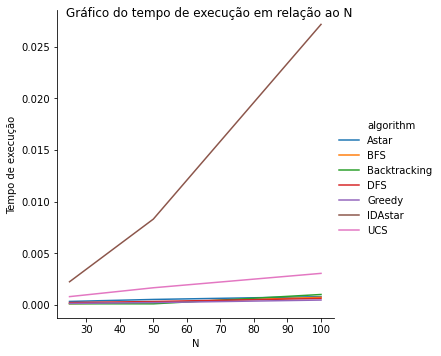 Gráfico do tempo de execução em relação ao N
0.025
0.020
0.015
0.010
0.005
0.000
Tempo de execução
30 40 50 60 70 80 90 100
N
algorithm
Astar
BFS
Backtracking
DFS
Greedy
IDAstar
UCS